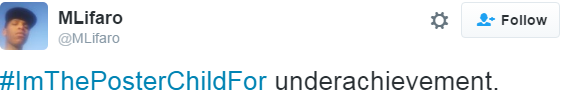 MLifaro
@MLifaro
Follow
#ImThePosterChildFor underachievement.